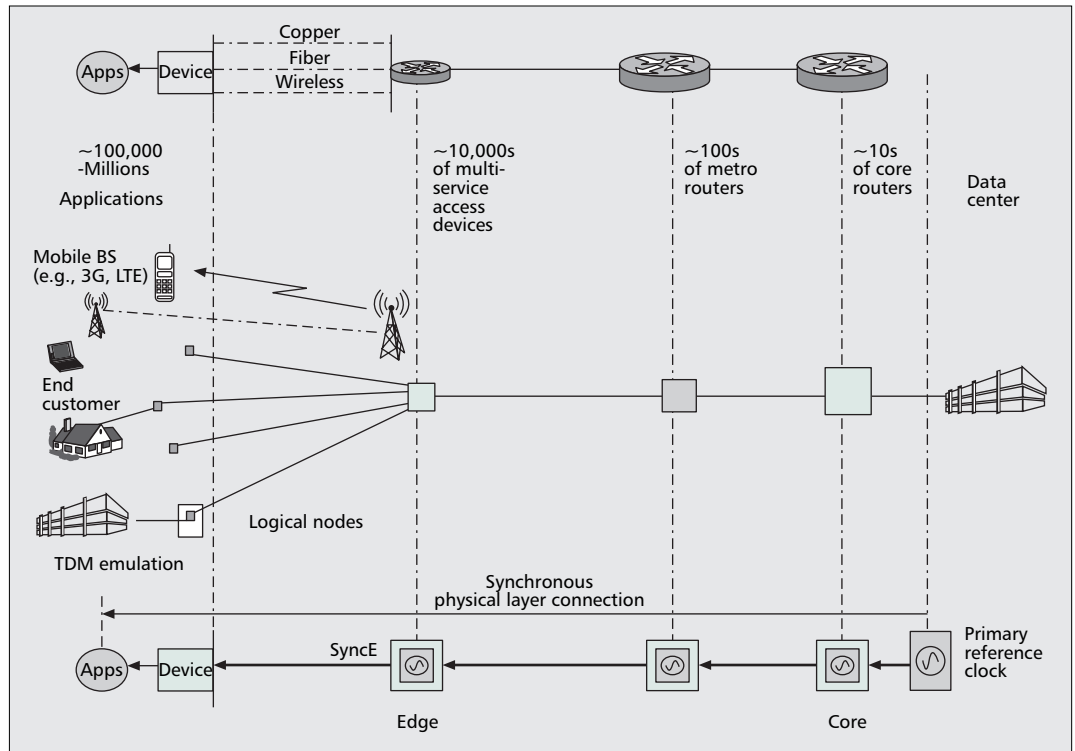 Copper
Fiber
Wireless
Apps
Device
~100,000
-Millions
Applications
~10,000s
of multi-
service
access
devices
~100s
of metro
routers
~10s
of core
routers
Data
center
Mobile BS
(e.g., 3G, LTE)
End
customer
Logical nodes
TDM emulation
Synchronous
physical layer connection
Apps
Device
SyncE
Primary
reference
clock
Edge
Core